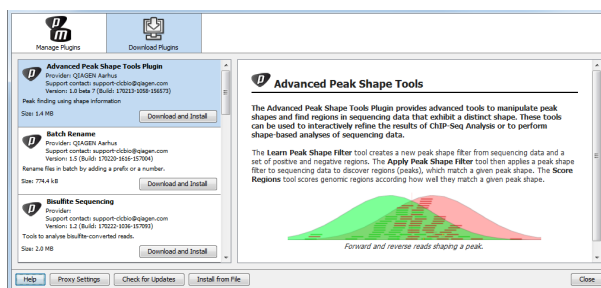 Manage Plugins
Download Plugins
Advanced Peak Shape Tools Plugin
Provider: QIAGEN Aarhus
Support contact: support-clcbio@qiagen.com
Version: 1.0 beta 7 (Build: 170213-1058-156573)
Peak finding using shape information
Size: 1.4 MB
Download and Install
Batch Rename
Provider: QIAGEN Aarhus
Support contact: support-clcbio@qiagen.com
Version: 1.5 (Build: 170220-1616-157004)
Rename files in batch by adding a prefix or a number.
Size: 774.4 kB
Download and Install
Bisulfite Sequencing
Provider:
Support contact: support-clcbio@qiagen.com
Version: 1.2 (Build: 170222-1036-157093)
Tools to analyse bisulfite-converted reads.
Size: 2.0 MB
Download and Install
Advanced Peak Shape Tools
The Advanced Peak Shape Tools Plugin provides advanced tools to manipulate peak
shapes and find regions in sequencing data that exhibit a distinct shape. These tools
can be used to interactively refine the results of ChIP-Seq Analysis or to perform
shape-based analyses of sequencing data.
The Learn Peak Shape Filter tool creates a new peak shape filter from sequencing data and a
set of positive and negative regions. The Apply Peak Shape Filter tool then applies a peak shape
filter to sequencing data to discover regions (peaks), which match a given peak shape. The Score
Regions tool scores genomic regions according how well they match a given peak shape.
Forward and reverse reads shaping a peak.
Help
Proxy Settings
Check for Updates
Install from File
Close